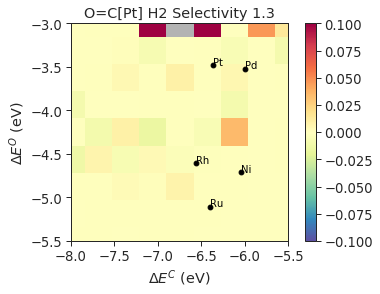 O=C[Pt] H2 Selectivity 1.3
ΔE^O (eV)
−3.0
−3.5
−4.0
−4.5
−5.0
−5.5
Pt
Pd
Rh
Ni
Ru
−8.0 −7.5 −7.0 −6.5 −6.0 −5.5
ΔE^C (eV)
0.100
0.075
0.050
0.025
0.000
−0.025
−0.050
−0.075
−0.100